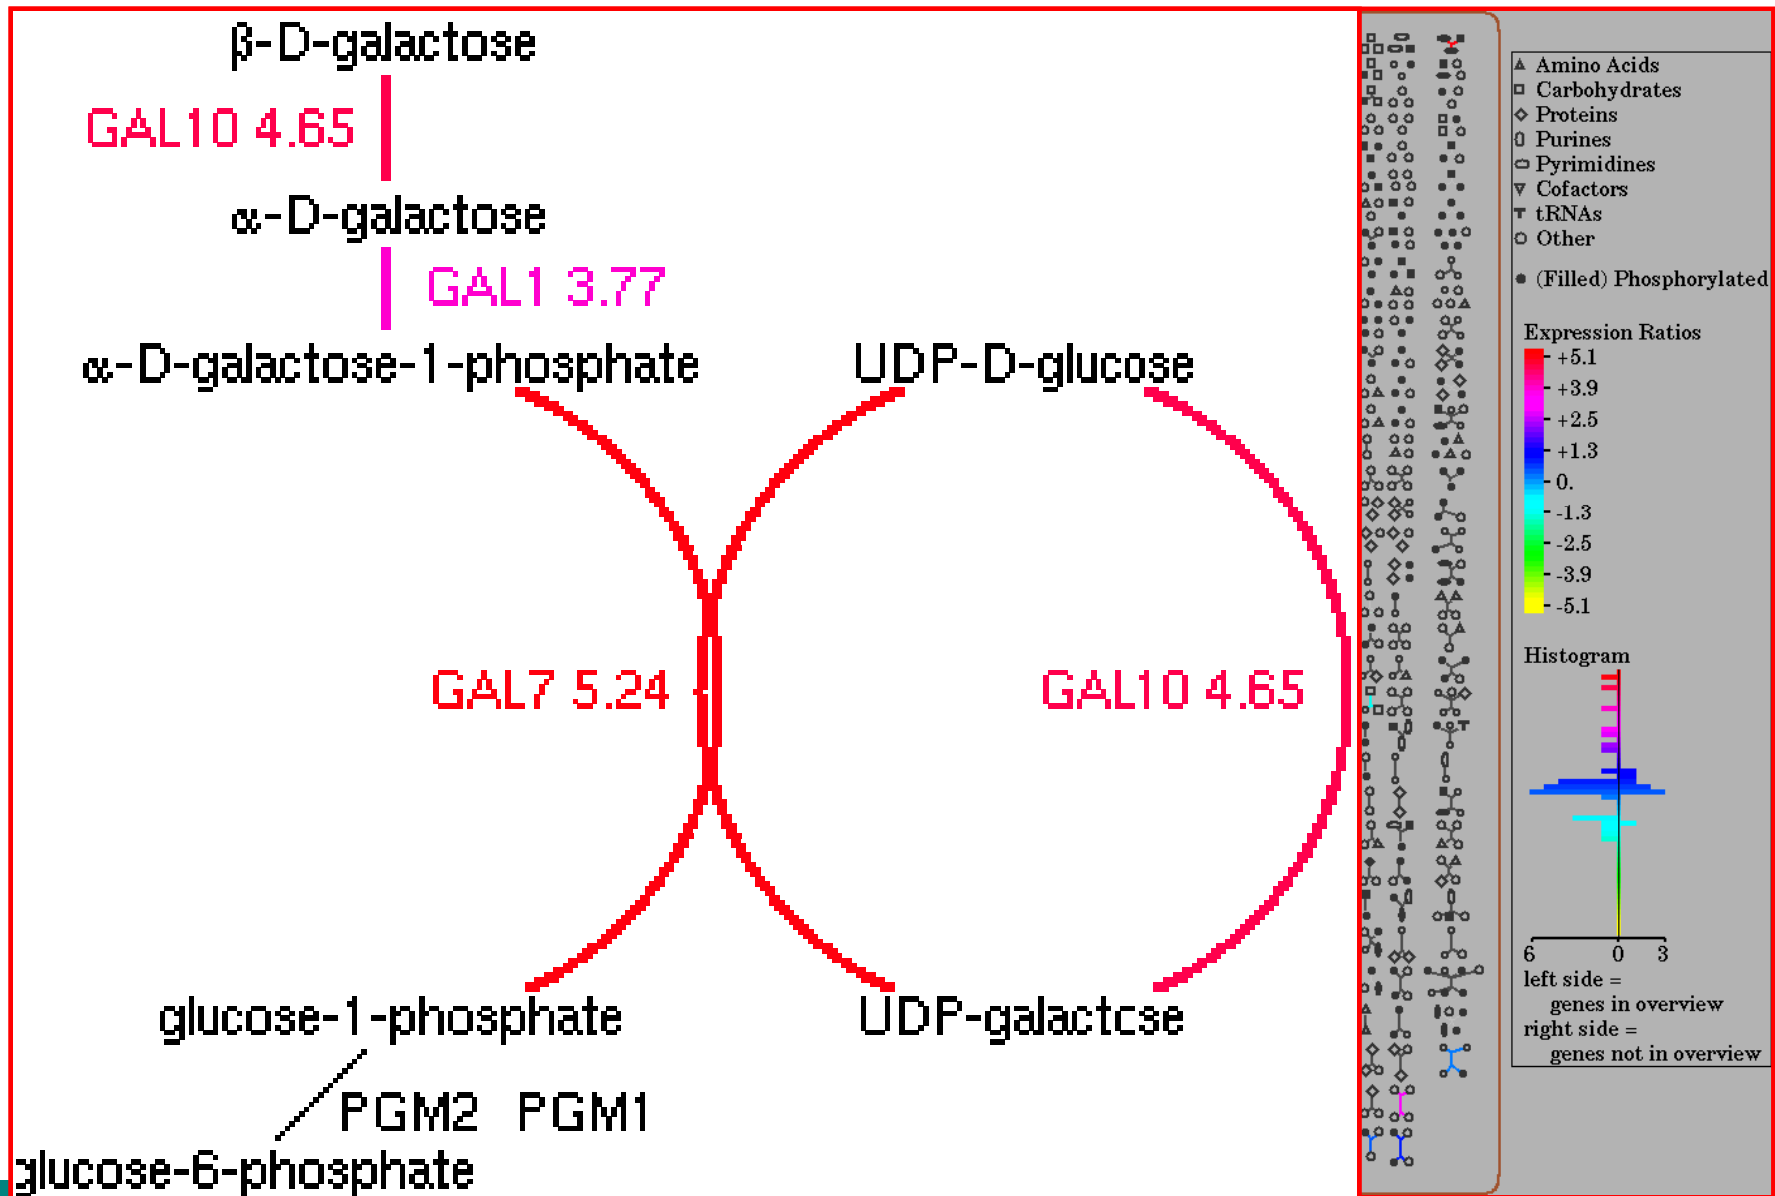 β-D-galactose
GAL10 4.65
α-D-galactose
GAL1 3.77
α-D-galactose-1-phosphate
UDP-D-glucose
GAL7 5.24
GAL10 4.65
glucose-1-phosphate
UDP-galactcse
PGM2 PGM1
glucose-6-phosphate
Amino Acids
Carbohydrates
Proteins
Purines
Pyrimidines
Cofactors
tRNAs
Other
(Filled) Phosphorylated
Expression Ratios
+5.1
+3.9
+2.5
+1.3
0.
-1.3
-2.5
-3.9
-5.1
Histogram
6 0 3
left side =
genes in overview
right side =
genes not in overview